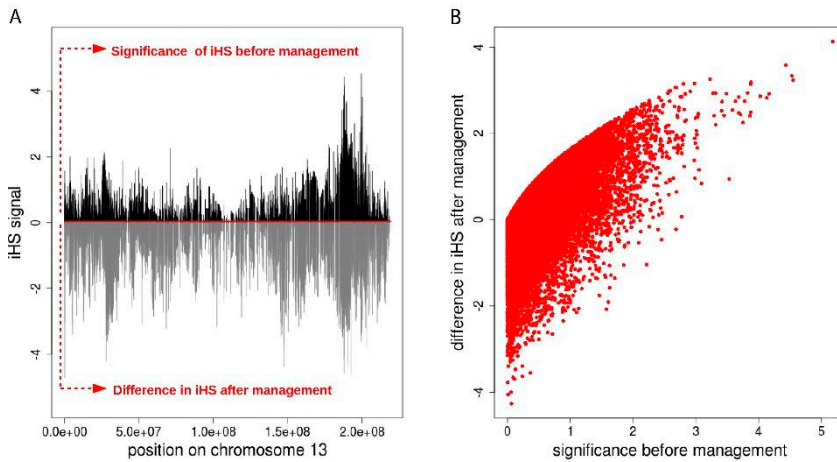 A
Significance of iHS before management
iHS signal
4
2
0
-2
-4
Difference in iHS after management
0.0e+00 5.0e+07 1.0e+08 1.5e+08 2.0e+08
position on chromosome 13
B
difference in iHS after management
4
2
0
-2
-4
0 1 2 3 4 5
significance before management